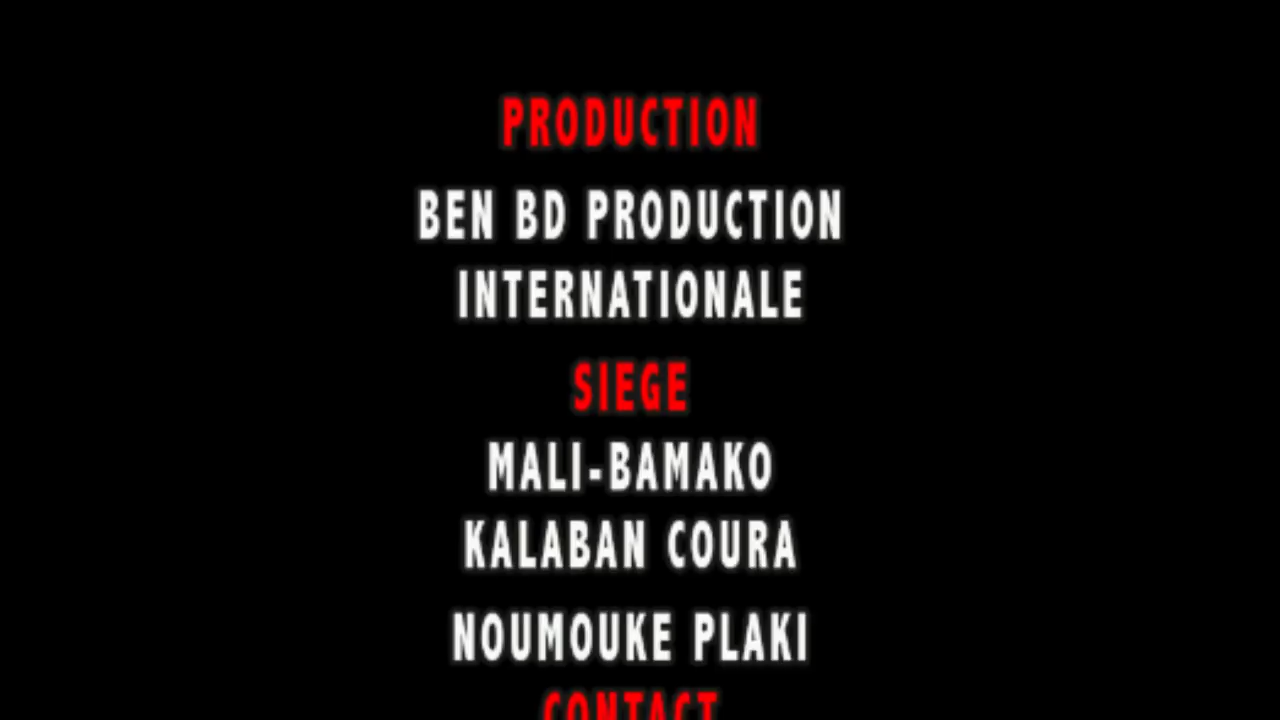 PRODUCTION
BEN BD PRODUCTION
INTERNATIONALE
SIEGE
MALI-BAMAKO
KALABAN COURA
NOUMOUKE PLAKI
CONTACT